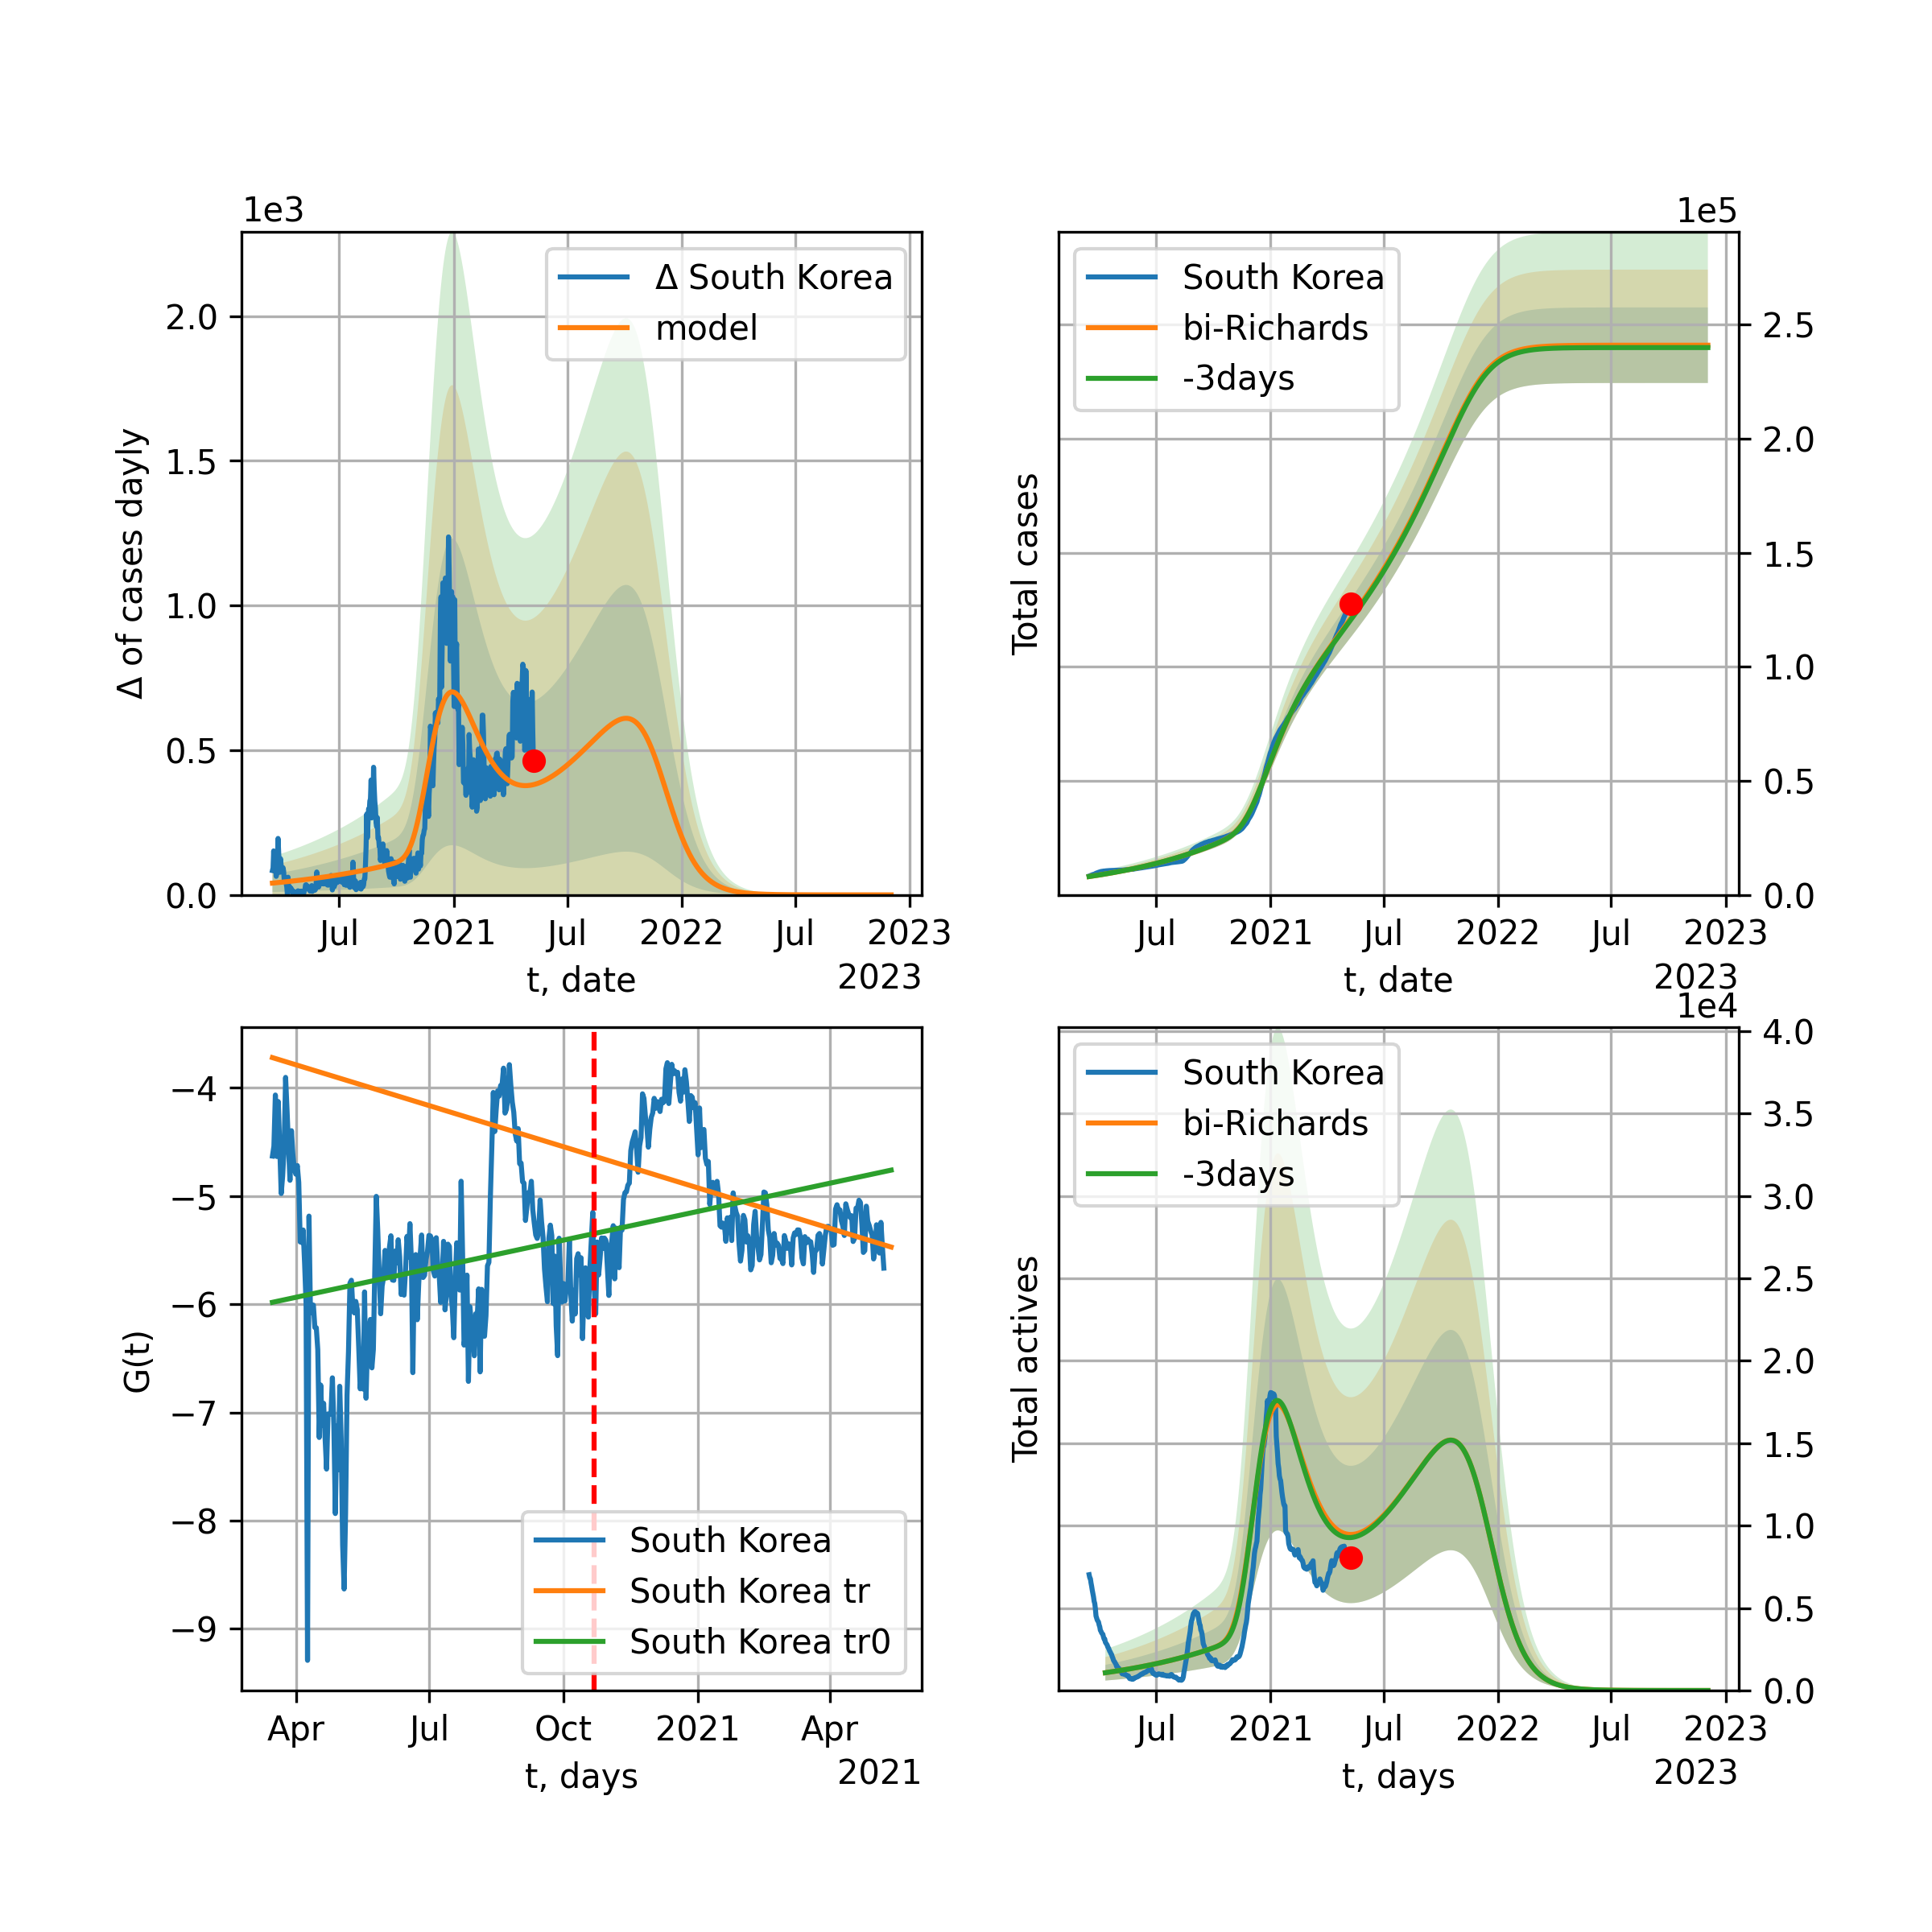 1e3
Δ of cases dayly
2.0
1.5
1.0
0.5
0.0
Δ South Korea
model
Jul
2021
Jul
2022
Jul
2023
t, date
2023
1e5
Total cases
South Korea
bi-Richards
-3days
2.5
2.0
1.5
1.0
0.5
0.0
Jul
2021
Jul
2022
Jul
2023
t, date
2023
G(t)
−4
−5
−6
−7
−8
−9
South Korea
South Korea tr
South Korea tr0
Apr
Jul
Oct
2021
Apr
t, days
2021
1e4
Total actives
South Korea
bi-Richards
-3days
4.0
3.5
3.0
2.5
2.0
1.5
1.0
0.5
0.0
Jul
2021
Jul
2022
Jul
2023
t, days
2023